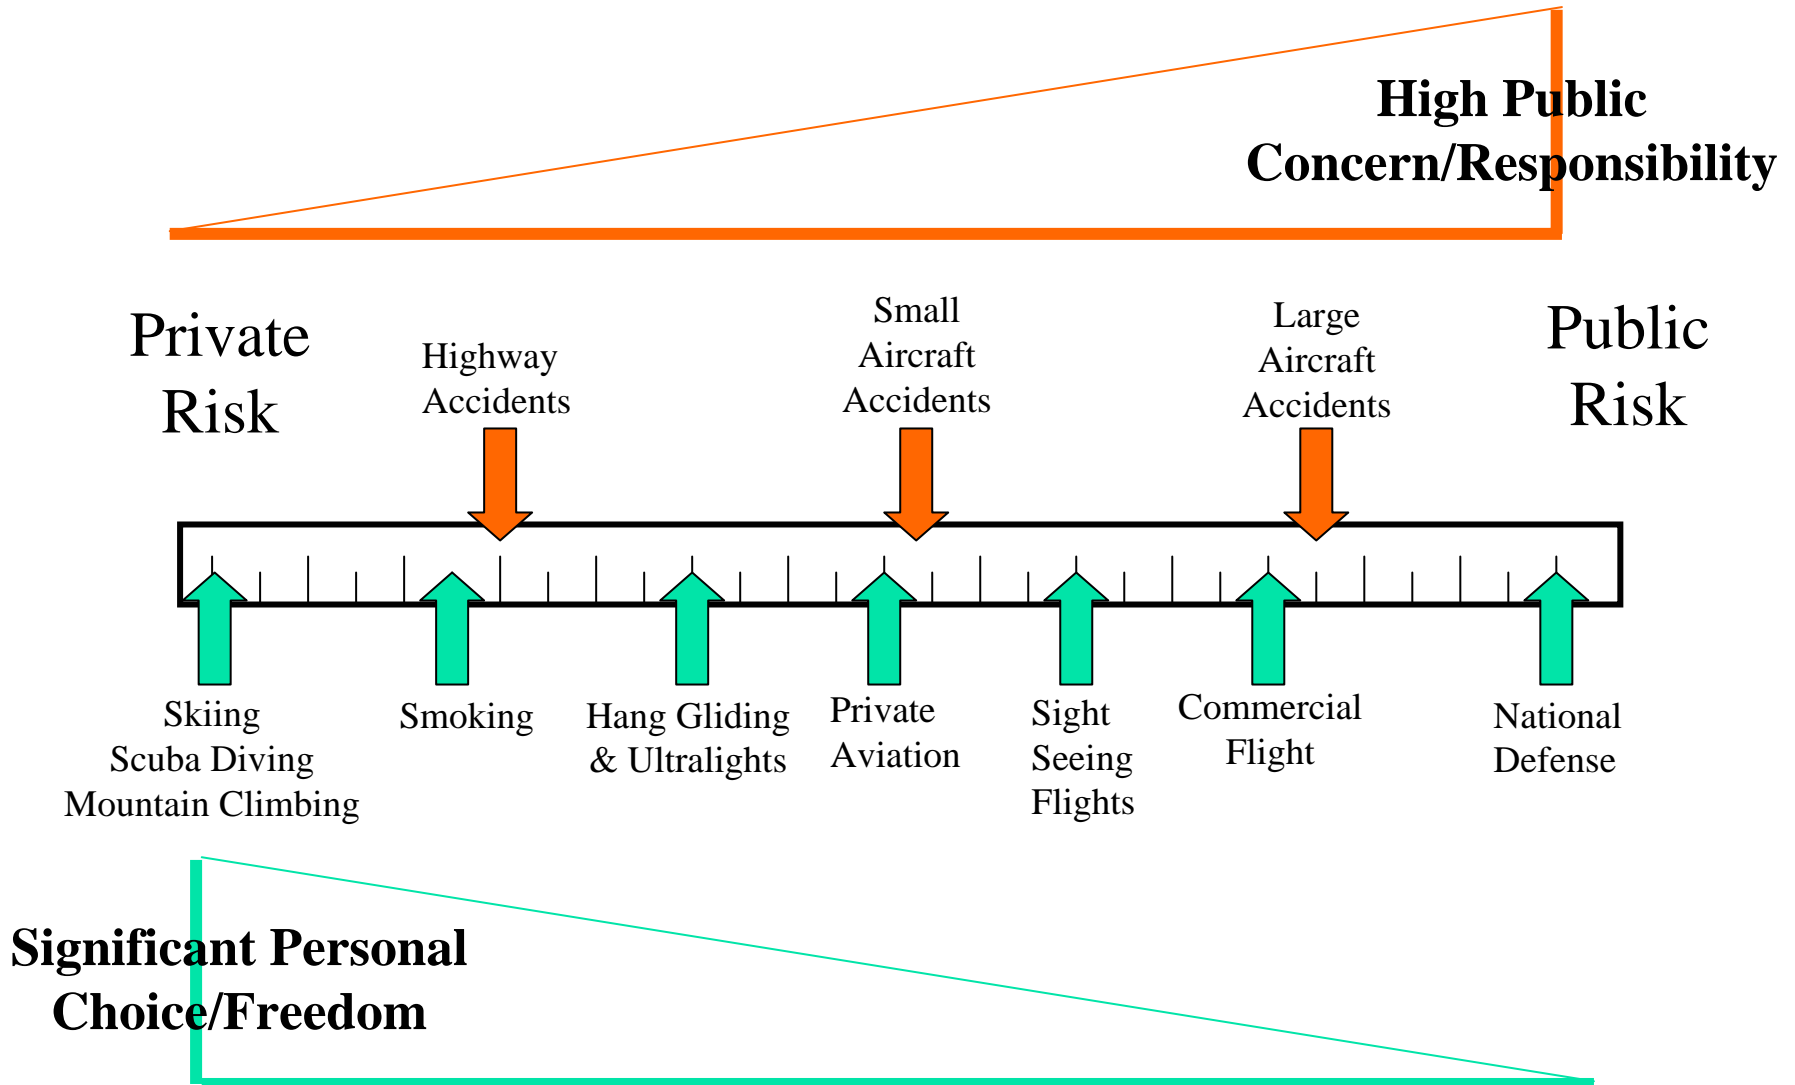 High Public
Concern/Responsibility
Private
Risk
Highway
Accidents
Small
Aircraft
Accidents
Large
Aircraft
Accidents
Public
Risk
Skiing
Scuba Diving
Mountain Climbing
Smoking
Hang Gliding
& Ultralights
Private
Aviation
Sight
Seeing
Flights
Commercial
Flight
National
Defense
Significant Personal
Choice/Freedom